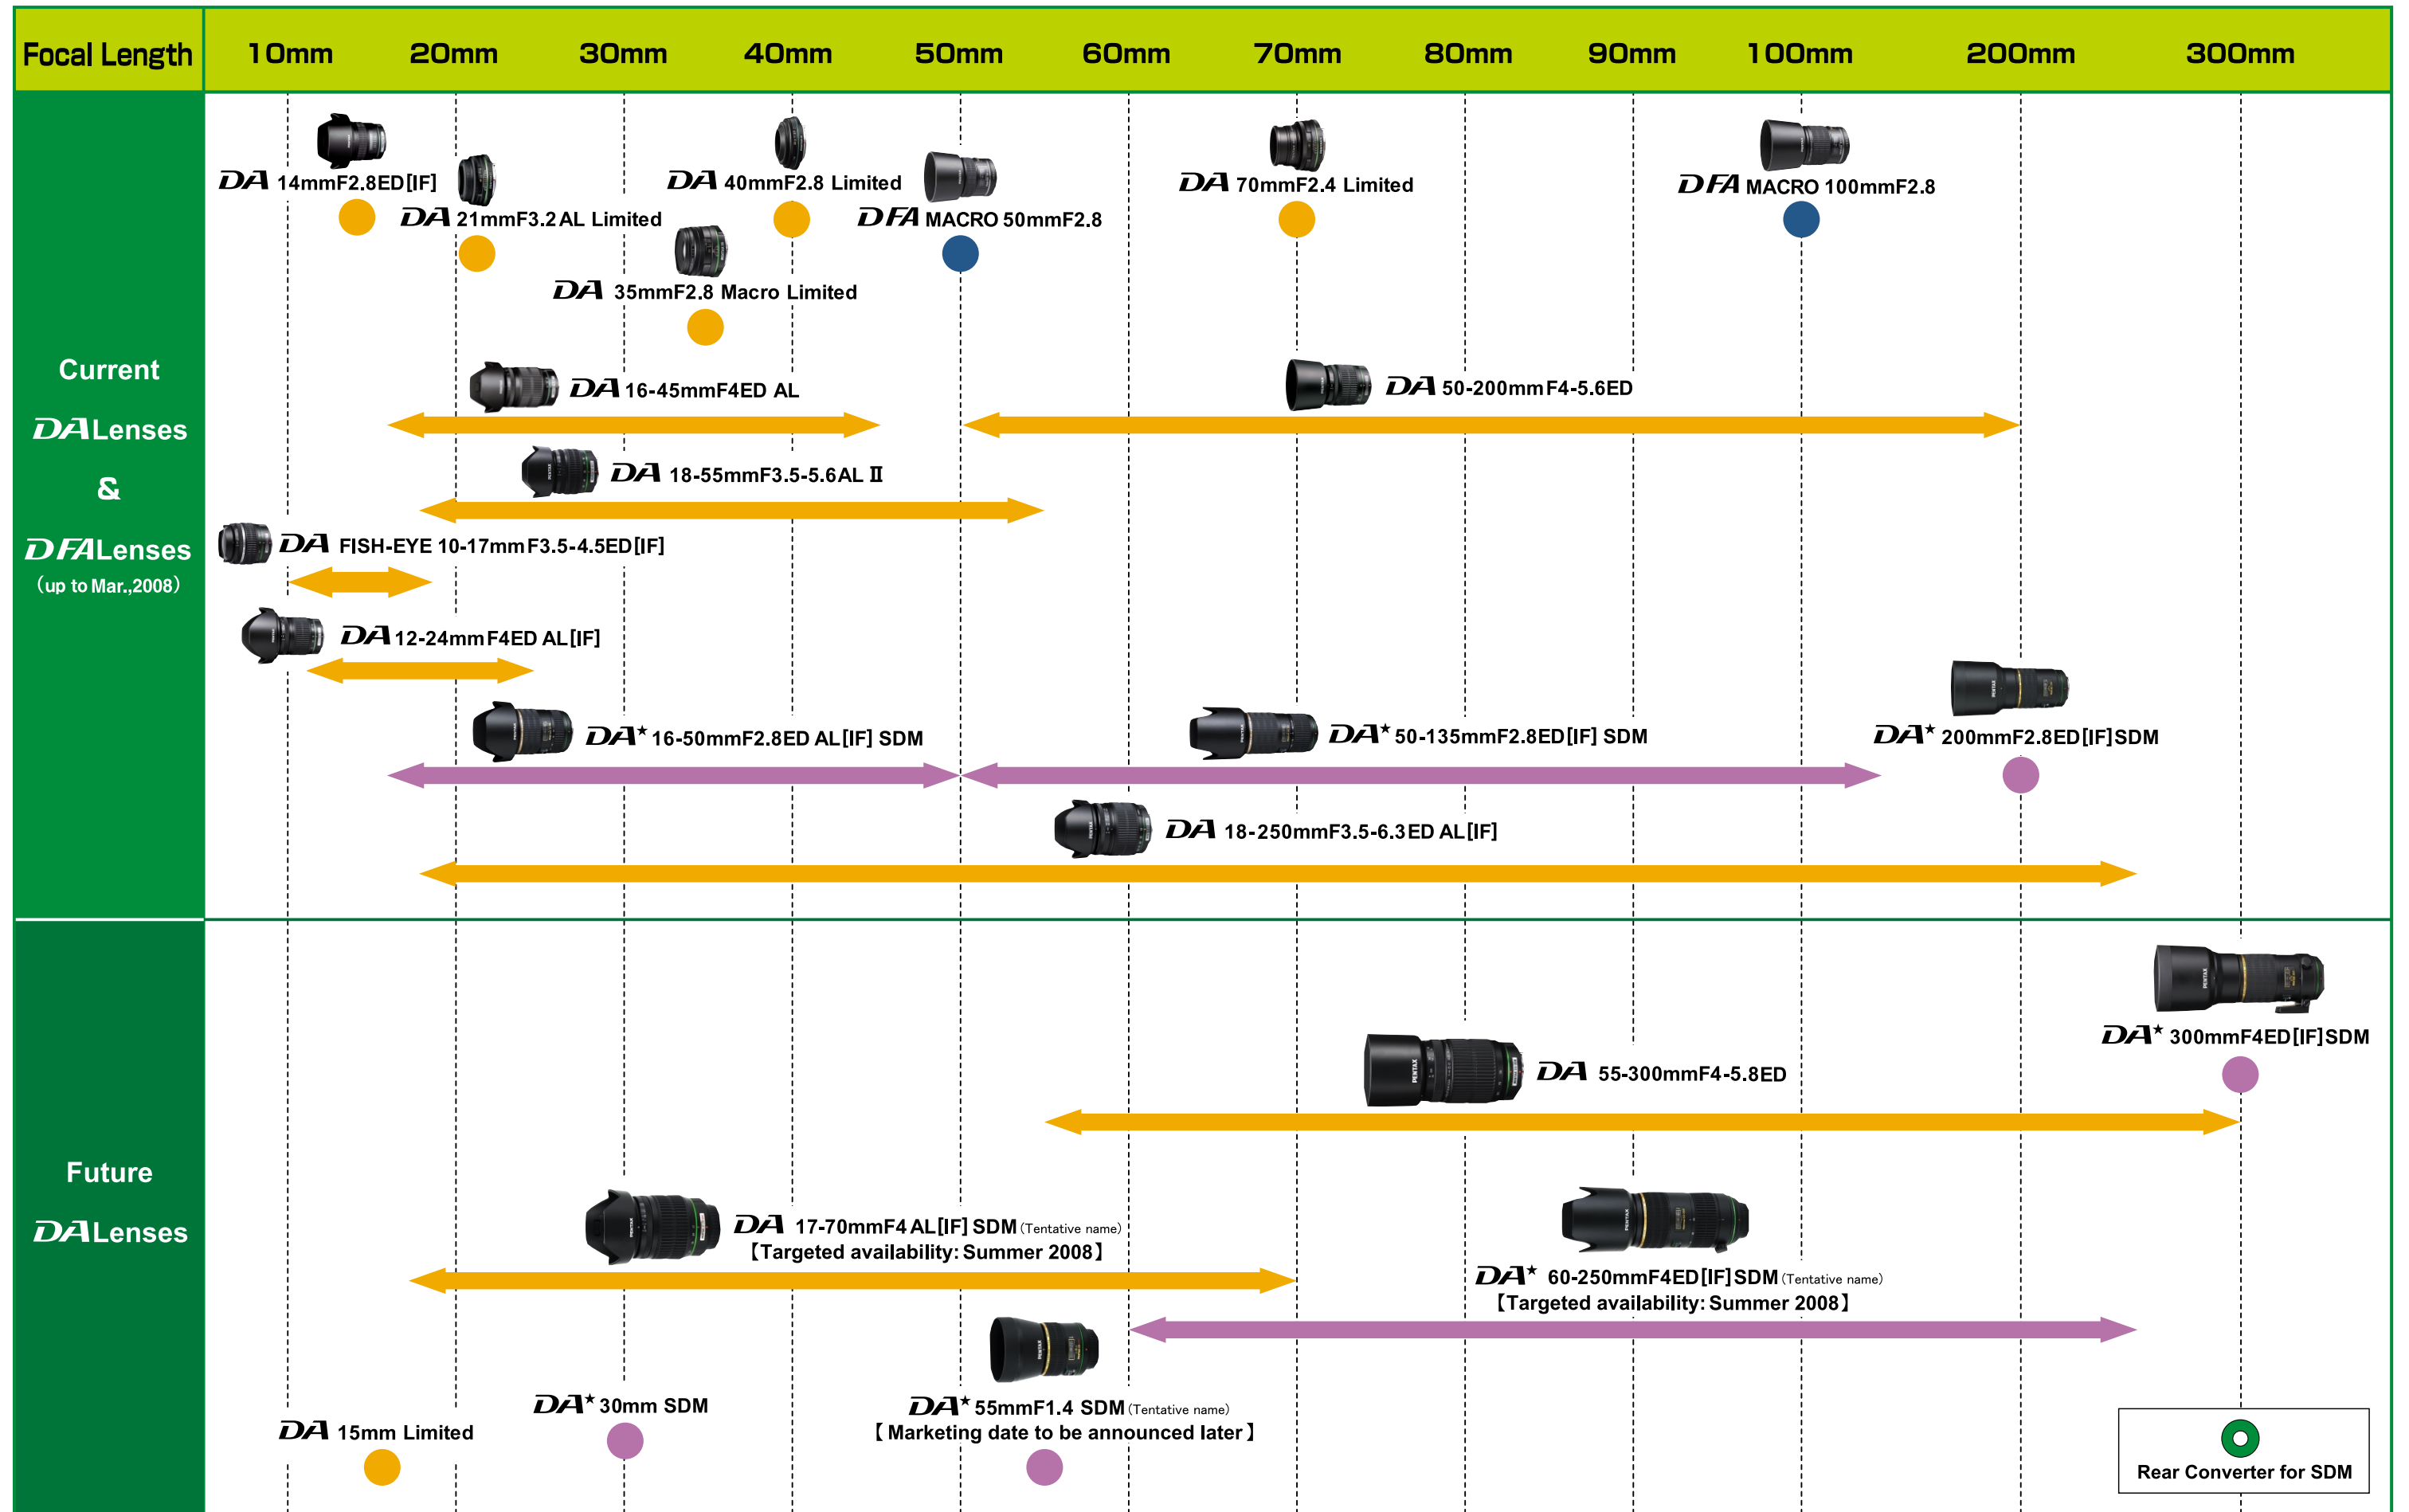 Focal Length 10mm 20mm 30mm 40mm 50mm 60mm 70mm 80mm 90mm 100mm 200mm 300mm
Current
DA Lenses
&
D FA Lenses
(up to Mar.,2008)
DA 14mmF2.8ED[IF]
DA 21mmF3.2 AL Limited
DA 40mmF2.8 Limited
DA 35mmF2.8 Macro Limited
D FA MACRO 50mmF2.8
DA 70mmF2.4 Limited
D FA MACRO 100mmF2.8
DA 16-45mmF4ED AL
DA 50-200mmF4-5.6ED
DA 18-55mmF3.5-5.6AL II
DA FISH-EYE 10-17mmF3.5-4.5ED[IF]
DA 12-24mmF4ED AL[IF]
DA★ 16-50mmF2.8ED AL[IF] SDM
DA★ 50-135mmF2.8ED[IF] SDM
DA★ 200mmF2.8ED[IF]SDM
DA 18-250mmF3.5-6.3ED AL[IF]
Future
DA Lenses
DA★ 300mmF4ED[IF]SDM
DA 55-300mmF4-5.8ED
DA 17-70mmF4 AL[IF] SDM (Tentative name)
【Targeted availability: Summer 2008】
DA★ 60-250mmF4ED[IF]SDM (Tentative name)
【Targeted availability: Summer 2008】
DA 15mm Limited
DA★ 30mm SDM
DA★ 55mmF1.4 SDM (Tentative name)
【Marketing date to be announced later】
Rear Converter for SDM